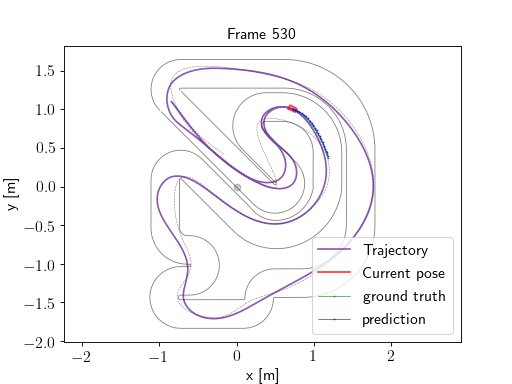 Frame 530
y [m]
1.5
1.0
0.5
0.0
−0.5
−1.0
−1.5
−2.0
−2
−1
0
1
2
x [m]
Trajectory
Current pose
ground truth
prediction